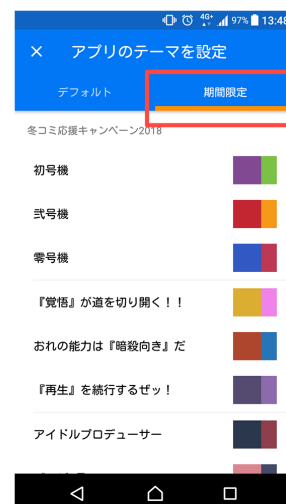 4G+ 97% 13:48
× アプリのテーマを設定
デフォルト 期間限定
冬コミ応援キャンペーン2018
初号機
弐号機
零号機
『覚悟』が道を切り開く！！
おれの能力は『暗殺向き』だ
『再生』を続行するぜッ！
アイドルプロデューサー